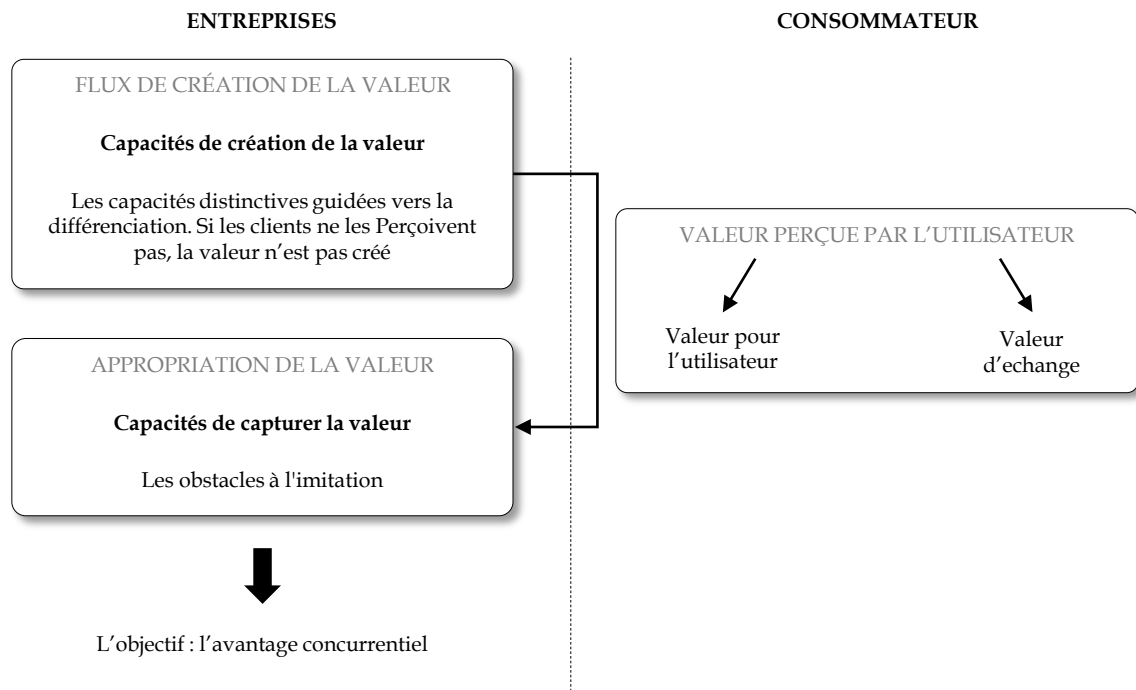 ENTREPRISES
CONSOMMATEUR
FLUX DE CRÉATION DE LA VALEUR
Capacités de création de la valeur
Les capacités distinctives guidées vers la
différenciation. Si les clients ne les Perçoivent
pas, la valeur n’est pas créé
VALEUR PERÇUE PAR L’UTILISATEUR
Valeur pour
l’utilisateur
Valeur
d’echange
APPROPRIATION DE LA VALEUR
Capacités de capturer la valeur
Les obstacles à l'imitation
L’objectif : l’avantage concurrentiel